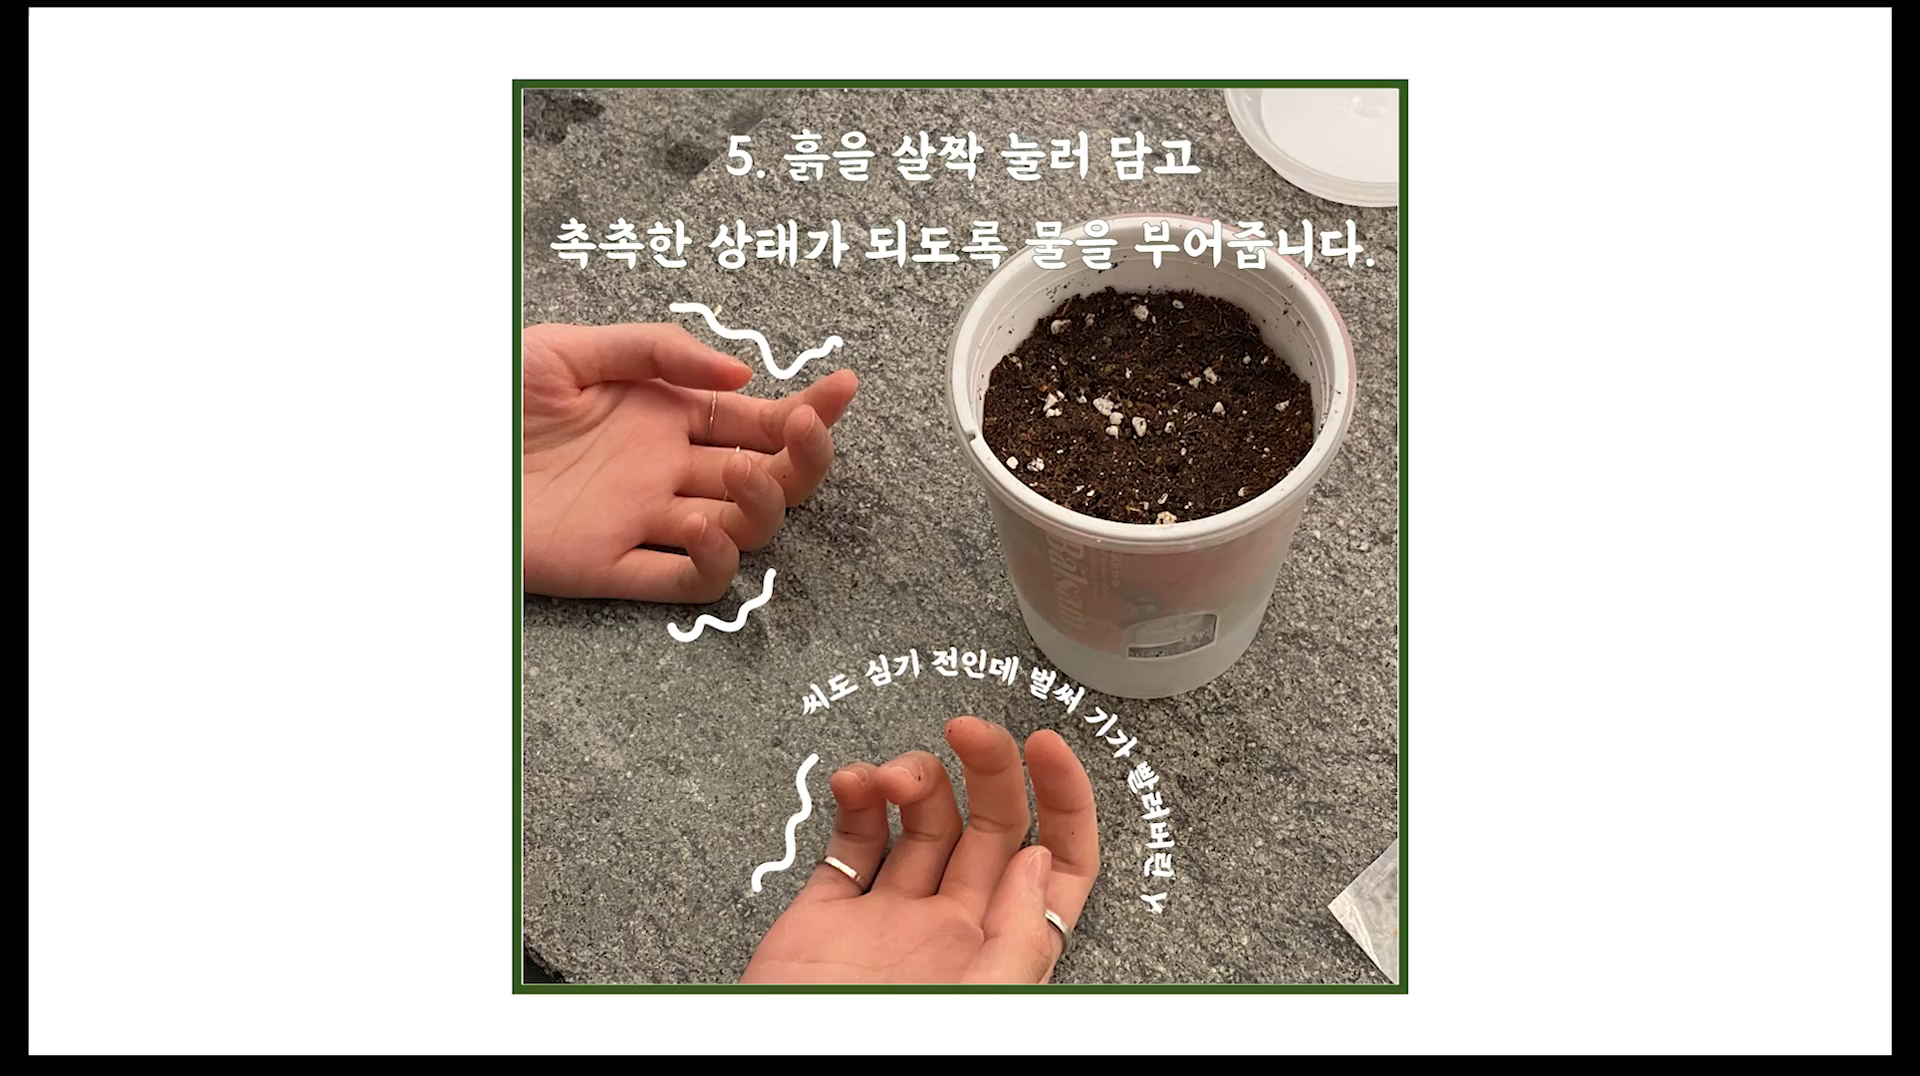 5. 흙을 살짝 눌러 담고
촉촉한 상태가 되도록 물을 부어줍니다.
씨도 심기 전인데 벌써 기가 빨려버린 y